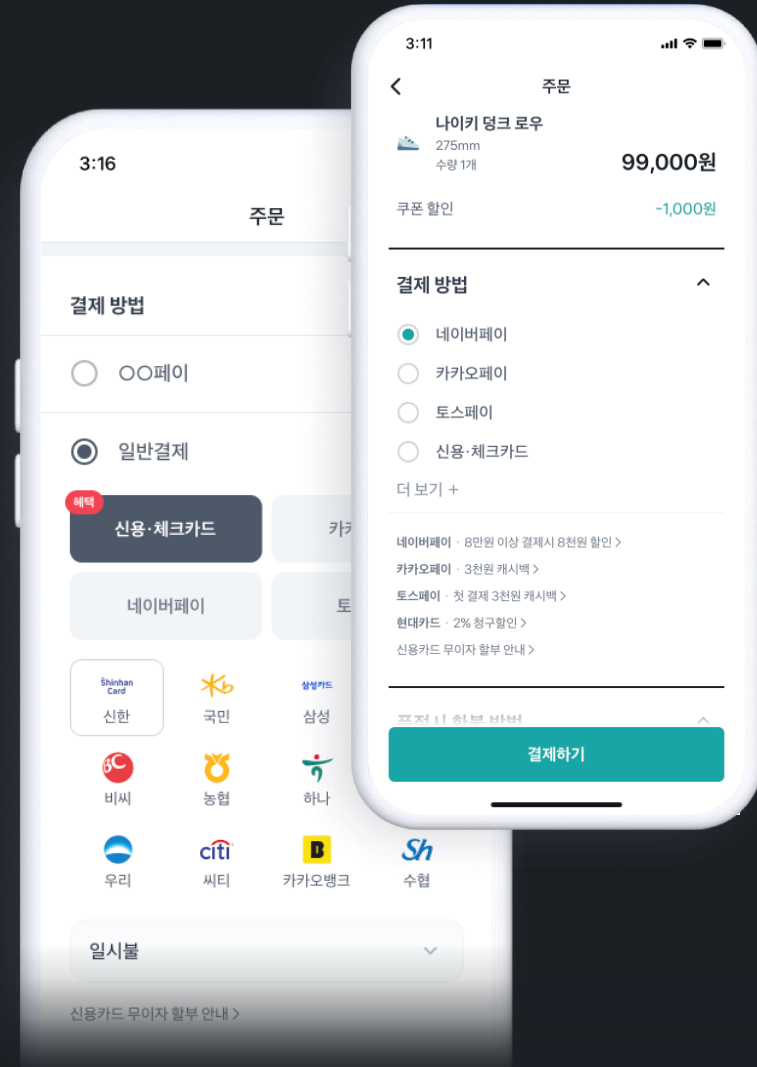 3:16
주문
결제 방법
○○페이
일반결제
혜택
신용·체크카드
네이버페이
Shinhan Card
신한
국민
삼성카드
삼성
BC
비씨
농협
하나
우리
citi
씨티
B
카카오뱅크
Sh
수협
일시불
신용카드 무이자 할부 안내 >
3:11
주문
나이키 덩크 로우
275mm
수량 1개
99,000원
쿠폰 할인
-1,000원
결제 방법
네이버페이
카카오페이
토스페이
신용·체크카드
더 보기 +
네이버페이 · 8만원 이상 결제시 8천원 할인 >
카카오페이 · 3천원 캐시백 >
토스페이 · 첫 결제 3천원 캐시백 >
현대카드 · 2% 청구할인 >
신용카드 무이자 할부 안내 >
결제하기